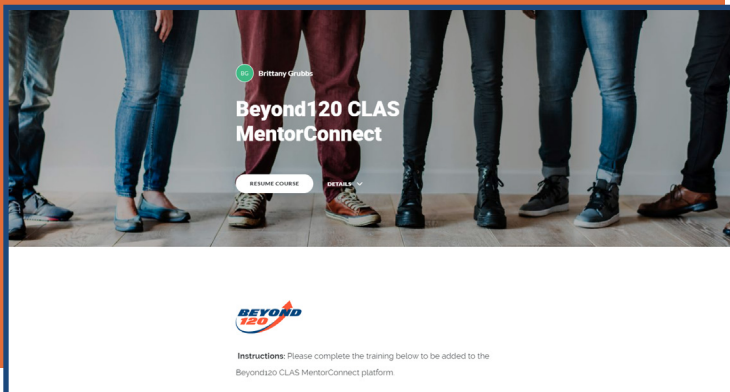 BG
Brittany Grubbs
Beyond120 CLAS
MentorConnect
RESUME COURSE
DETAILS
BEYOND
120
Instructions: Please complete the training below to be added to the
Beyond120 CLAS MentorConnect platform.